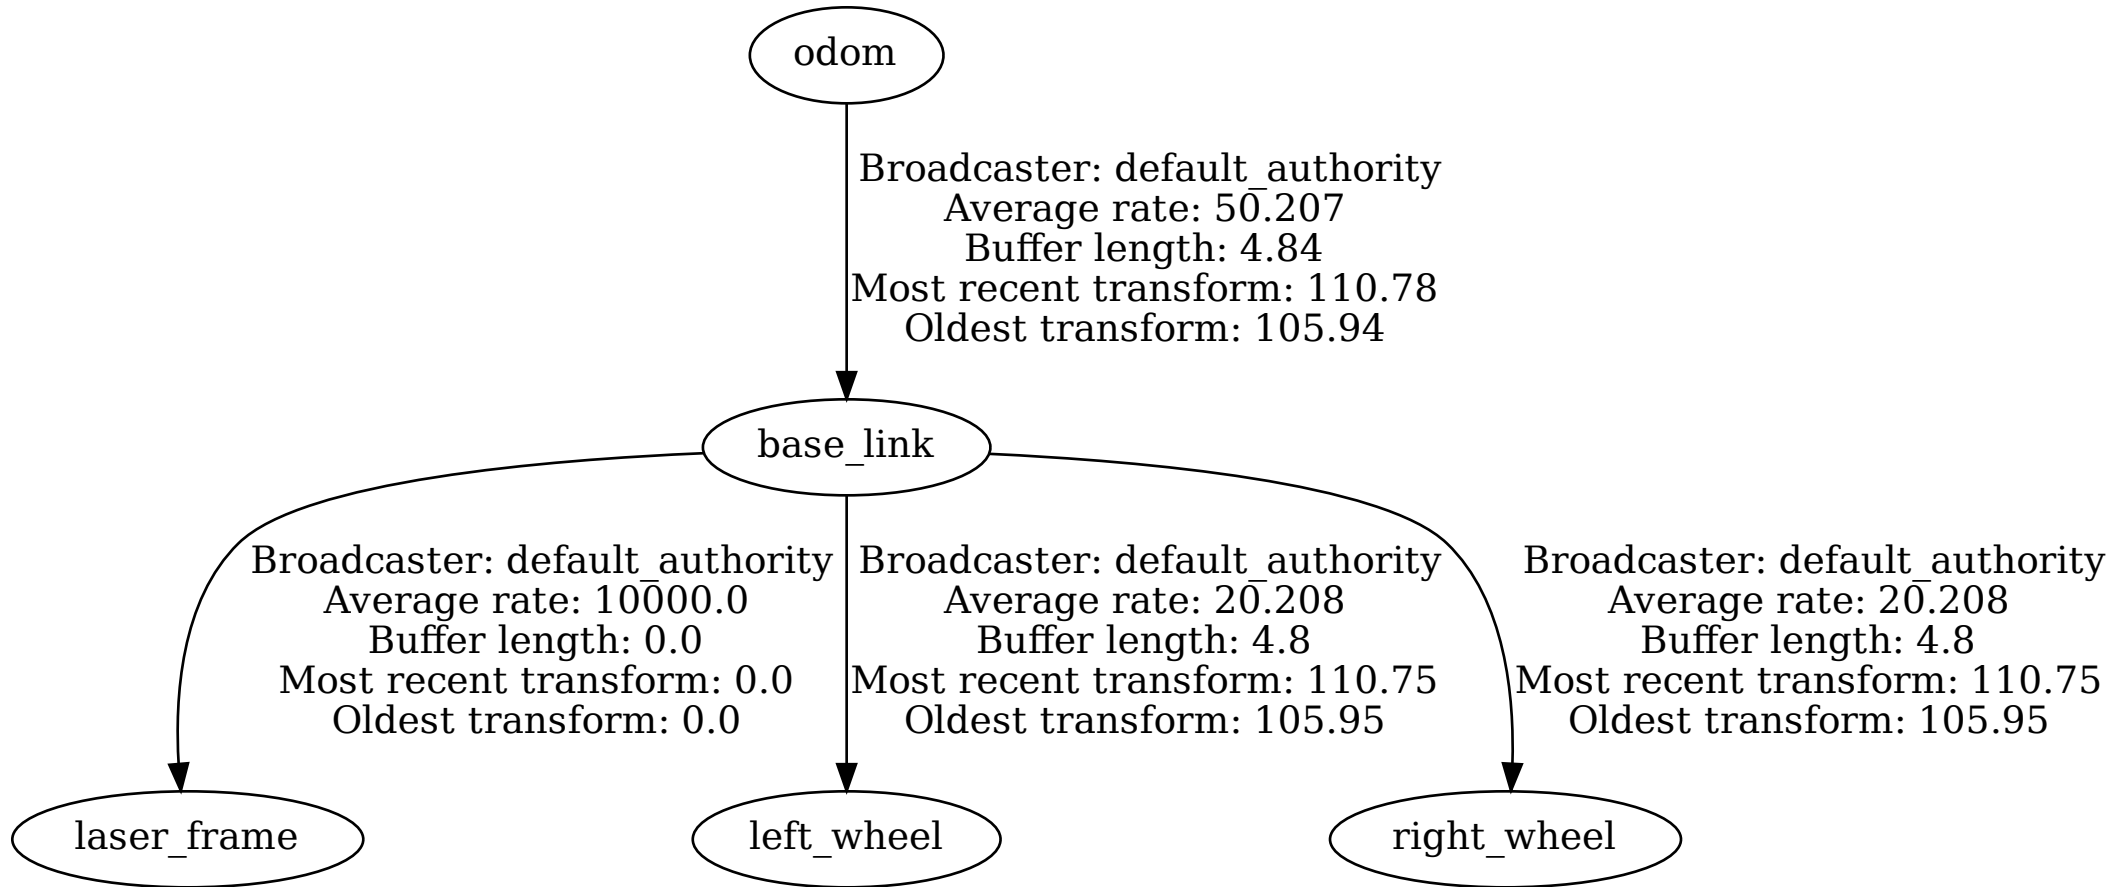 odom
Broadcaster: default_authority
Average rate: 50.207
Buffer length: 4.84
Most recent transform: 110.78
Oldest transform: 105.94
base_link
Broadcaster: default_authority
Average rate: 10000.0
Buffer length: 0.0
Most recent transform: 0.0
Oldest transform: 0.0
Broadcaster: default_authority
Average rate: 20.208
Buffer length: 4.8
Most recent transform: 110.75
Oldest transform: 105.95
Broadcaster: default_authority
Average rate: 20.208
Buffer length: 4.8
Most recent transform: 110.75
Oldest transform: 105.95
laser_frame
left_wheel
right_wheel